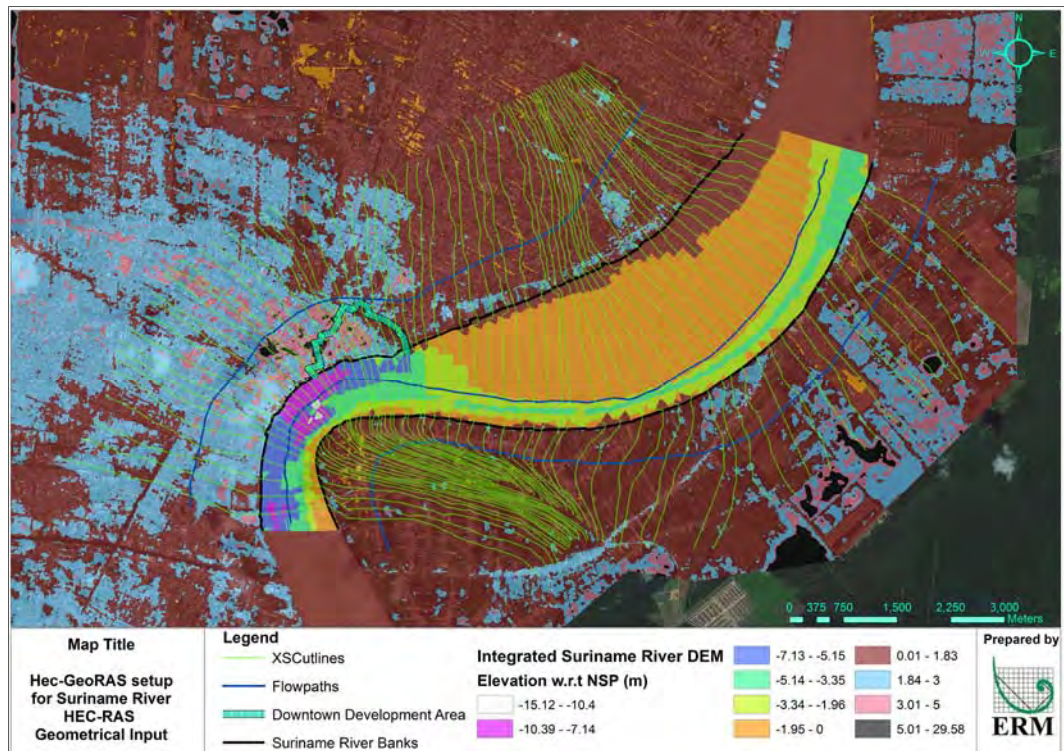 N
W
E
S
0 375 750 1,500 2,250 3,000
Meters
Map Title
Hec-GeoRAS setup
for Suriname River
HEC-RAS
Geometrical Input
Legend
XSCutlines
Flowpaths
Downtown Development Area
Suriname River Banks
Integrated Suriname River DEM
Elevation w.r.t NSP (m)
-15.12 - -10.4
-10.39 - -7.14
-7.13 - -5.15
-5.14 - -3.35
-3.34 - -1.96
-1.95 - 0
0.01 - 1.83
1.84 - 3
3.01 - 5
5.01 - 29.58
Prepared by
ERM